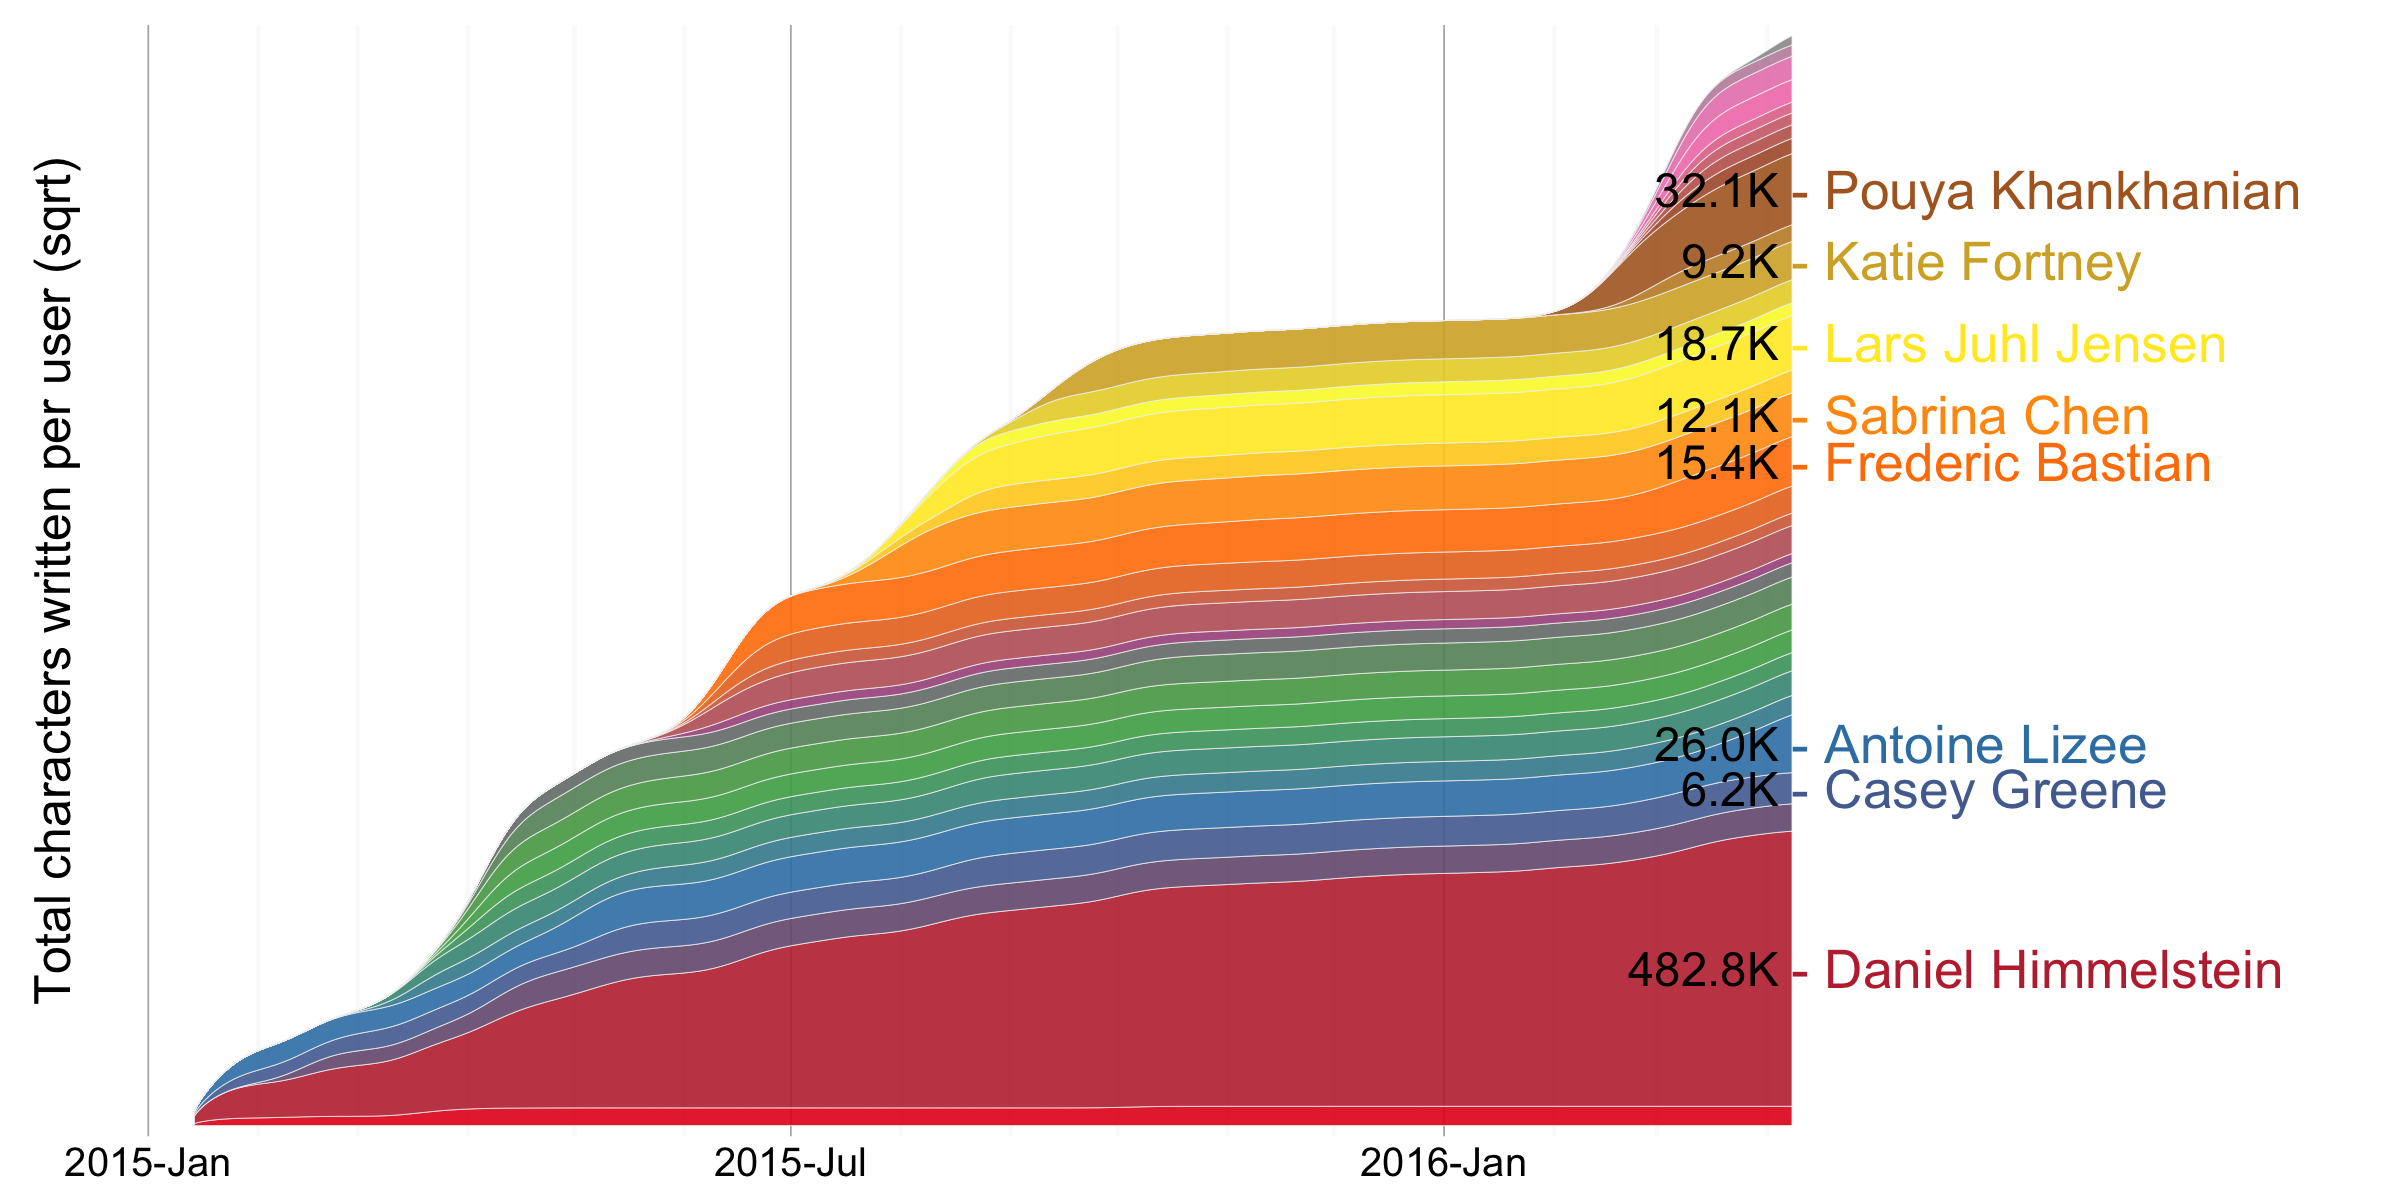 Total characters written per user (sqrt)
32.1K Pouya Khankhanian
9.2K Katie Fortney
18.7K Lars Juhl Jensen
12.1K Sabrina Chen
15.4K Frederic Bastian
26.0K Antoine Lizee
6.2K Casey Greene
482.8K Daniel Himmelstein
2015-Jan 2015-Jul 2016-Jan